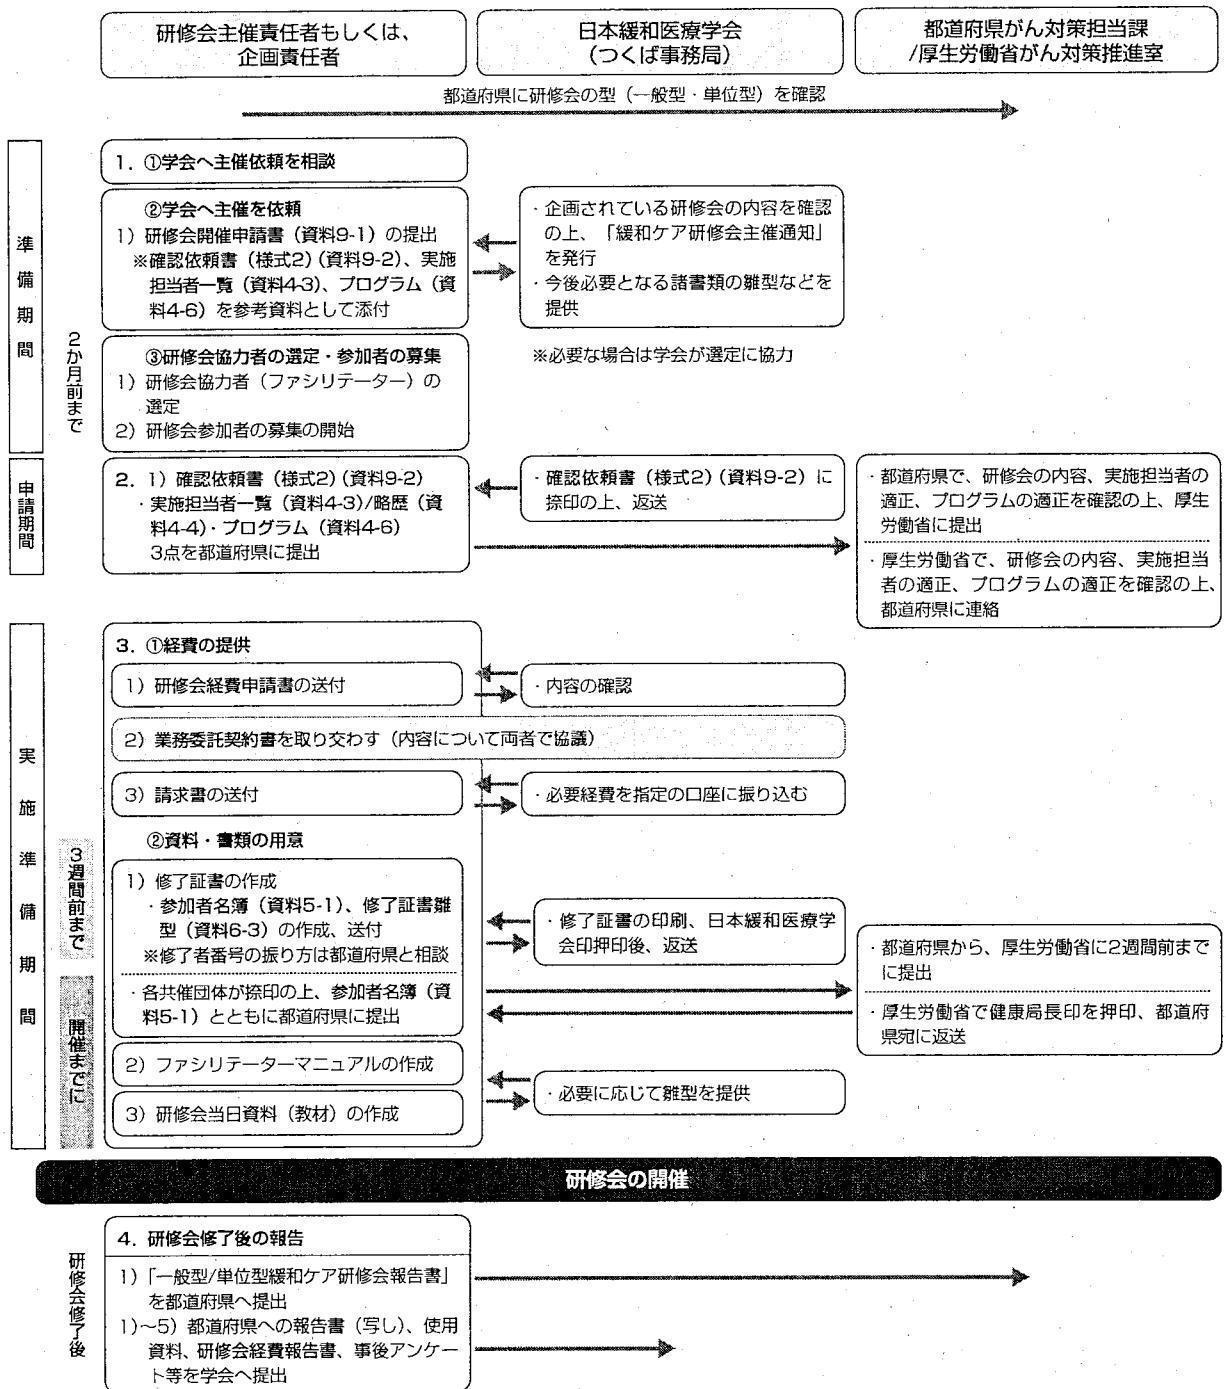 研修会主催責任者もしくは、
企画責任者
日本緩和医療学会
(つくば事務局)
都道府県がん対策担当課
/厚生労働省がん対策推進室
都道府県に研修会の型（一般型・単位型）を確認
準備期間
2か月前まで
1. ①学会へ主催依頼を相談
②学会へ主催を依頼
1）研修会開催申請書（資料9-1）の提出
※確認依頼書（様式2）（資料9-2）、実施
担当者一覧（資料4-3）、プログラム（資
料4-6）を参考資料として添付
・企画されている研修会の内容を確認
の上、「緩和ケア研修会主催通知」
を発行
・今後必要となる諸書類の雛型などを
提供
③研修会協力者の選定・参加者の募集
1）研修会協力者（ファシリテーター）の
選定
2）研修会参加者の募集の開始
※必要な場合は学会が選定に協力
申請期間
2. 1）確認依頼書（様式2）（資料9-2）
・実施担当者一覧（資料4-3）/略歴（資
料4-4）・プログラム（資料4-6）
3点を都道府県に提出
・確認依頼書（様式2）（資料9-2）に
捺印の上、返送
・都道府県で、研修会の内容、実施担当者の
適正、プログラムの適正を確認の上、厚生
労働省に提出
・厚生労働省で、研修会の内容、実施担当
者の適正、プログラムの適正を確認の上、
都道府県に連絡
実施準備期間
3週間前まで
開催までに
3. ①経費の提供
1）研修会経費申請書の送付
・内容の確認
2）業務委託契約書を取り交わす（内容について両者で協議）
3）請求書の送付
・必要経費を指定の口座に振り込む
②資料・書類の用意
1）修了証書の作成
・参加者名簿（資料5-1）、修了証書雛
型（資料6-3）の作成、送付
※修了者番号の振り方は都道府県と相談
・修了証書の印刷、日本緩和医療学
会印押印後、返送
・各共催団体が捺印の上、参加者名簿（資
料5-1）とともに都道府県に提出
・都道府県から、厚生労働省に2週間前まで
に提出
・厚生労働省で健康局長印を押印、都道府
県宛に返送
2）ファシリテーターマニュアルの作成
3）研修会当日資料（教材）の作成
・必要に応じて雛型を提供
研修会の開催
研修会修了後
4. 研修会修了後の報告
1）「一般型/単位型緩和ケア研修会報告書」
を都道府県へ提出
1）~5）都道府県への報告書（写し）、使用
資料、研修会経費報告書、事後アンケー
ト等を学会へ提出